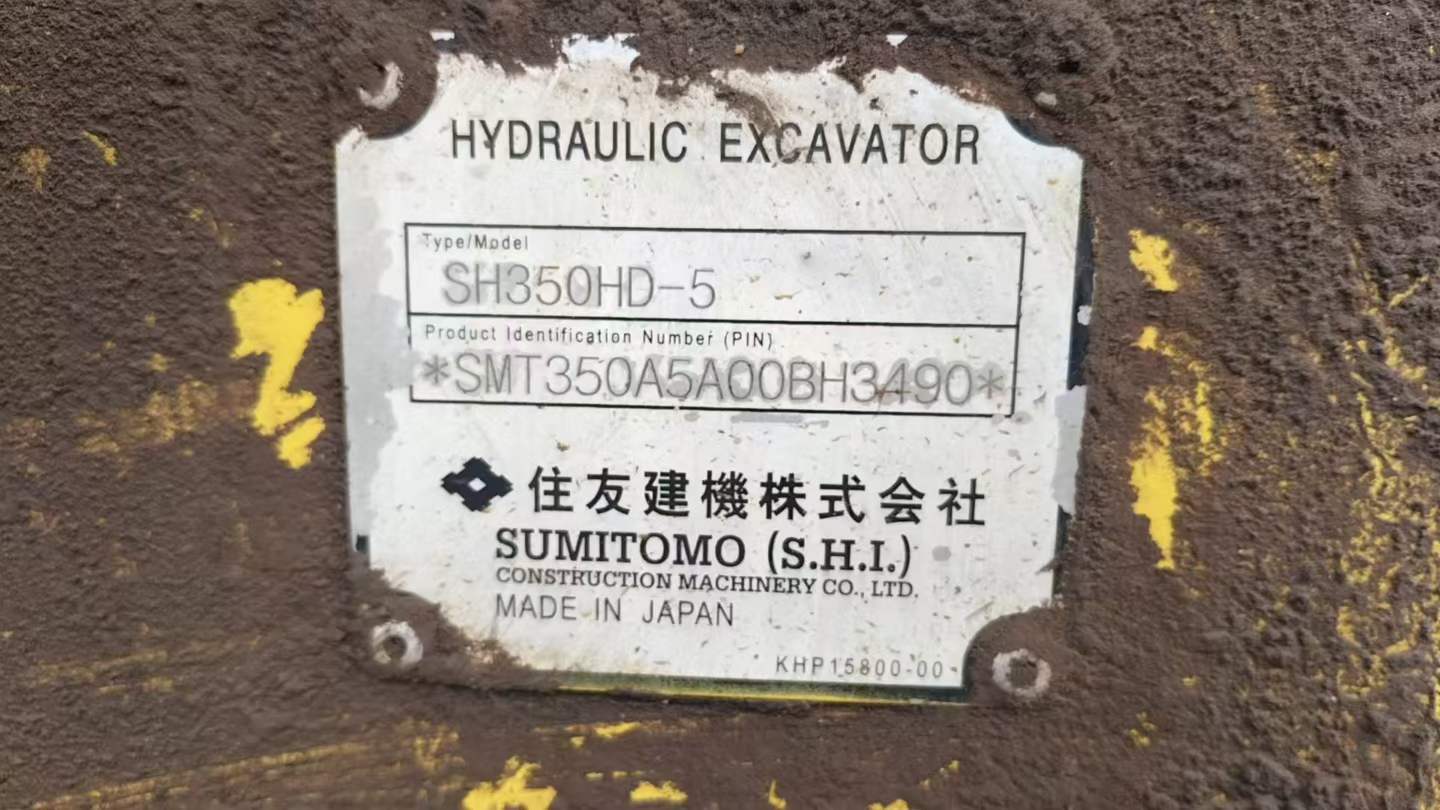 HYDRAULIC EXCAVATOR
Type/Model
SH350HD-5
Product Identification Number (PIN)
*SMT350A5A00BH3490*
住友建機株式会社
SUMITOMO (S.H.I.)
CONSTRUCTION MACHINERY CO., LTD.
MADE IN JAPAN
KHP15800-00